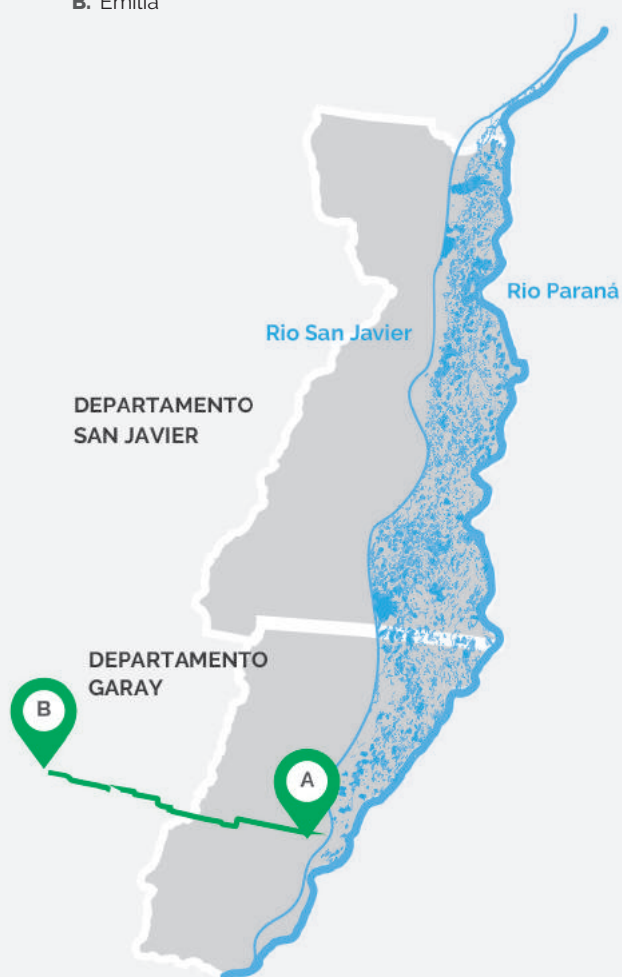 B. Emilia
Rio Paraná
Rio San Javier
DEPARTAMENTO
SAN JAVIER
DEPARTAMENTO
GARAY
B
A